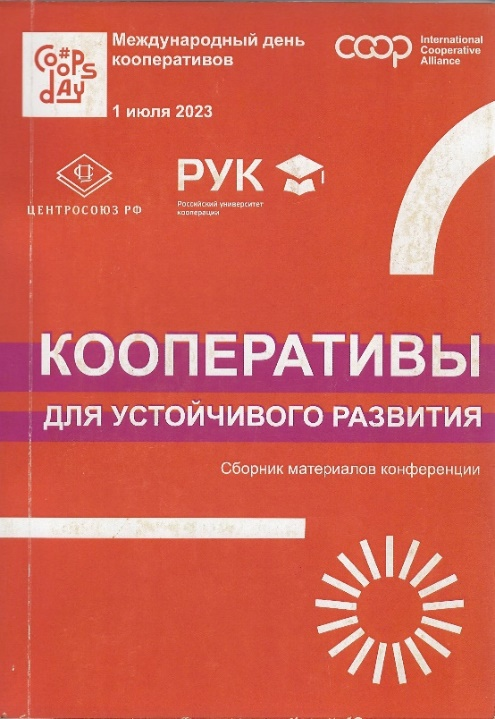 CO#OPS dAY
Международный день
кооперативов
1 июля 2023
COOP
International
Cooperative
Alliance
ЦЕНТРОСОЮЗ РФ
РУК
Российский университет
кооперации
КООПЕРАТИВЫ
ДЛЯ УСТОЙЧИВОГО РАЗВИТИЯ
Сборник материалов конференции